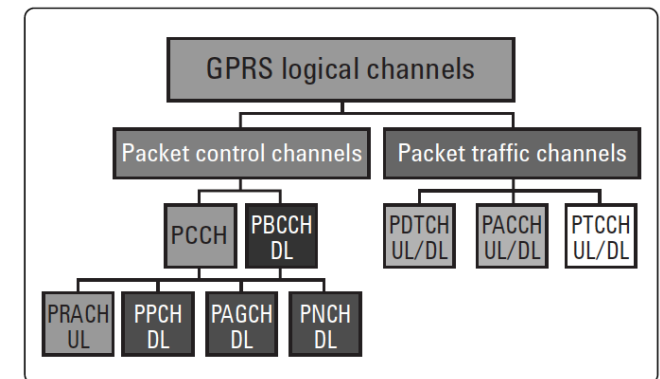 GPRS logical channels
Packet control channels
Packet traffic channels
PCCH
PBCCH
DL
PDTCH
UL/DL
PACCH
UL/DL
PTCCH
UL/DL
PRACH
UL
PPCH
DL
PAGCH
DL
PNCH
DL